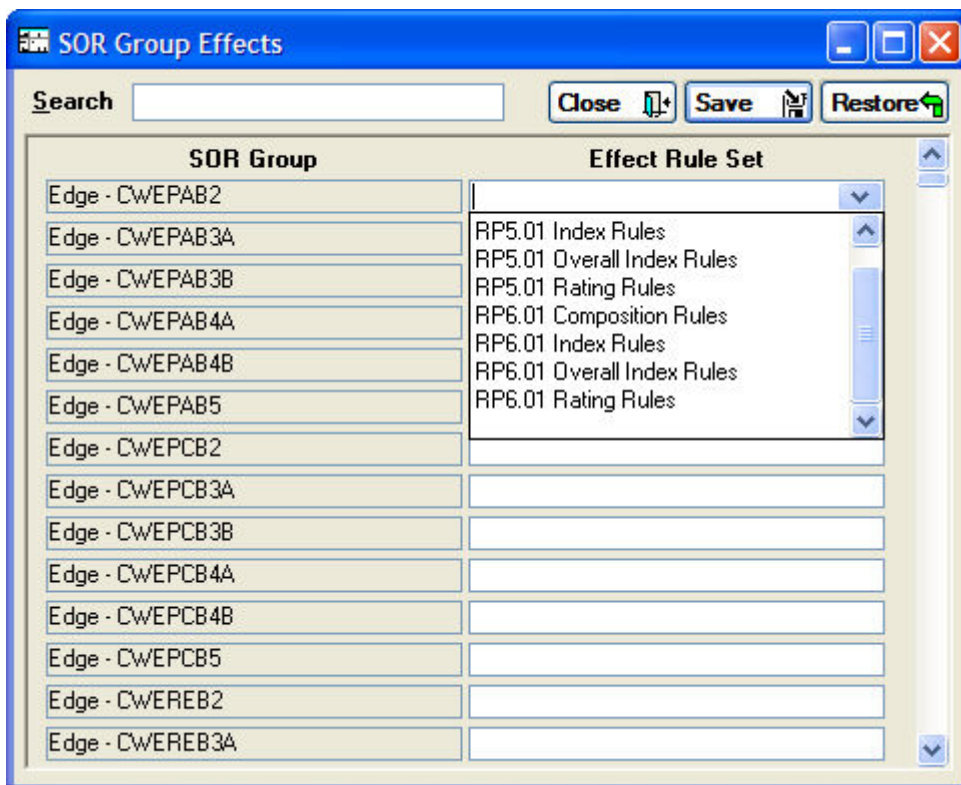 SOR Group Effects
Search Close Save Restore
SOR Group Effect Rule Set
Edge - CWEPAB2
Edge - CWEPAB3A
Edge - CWEPAB3B
Edge - CWEPAB4A
Edge - CWEPAB4B
Edge - CWEPAB5
Edge - CWEPCB2
Edge - CWEPCB3A
Edge - CWEPCB3B
Edge - CWEPCB4A
Edge - CWEPCB4B
Edge - CWEPCB5
Edge - CWEREB2
Edge - CWEREB3A
RP5.01 Index Rules
RP5.01 Overall Index Rules
RP5.01 Rating Rules
RP6.01 Composition Rules
RP6.01 Index Rules
RP6.01 Overall Index Rules
RP6.01 Rating Rules